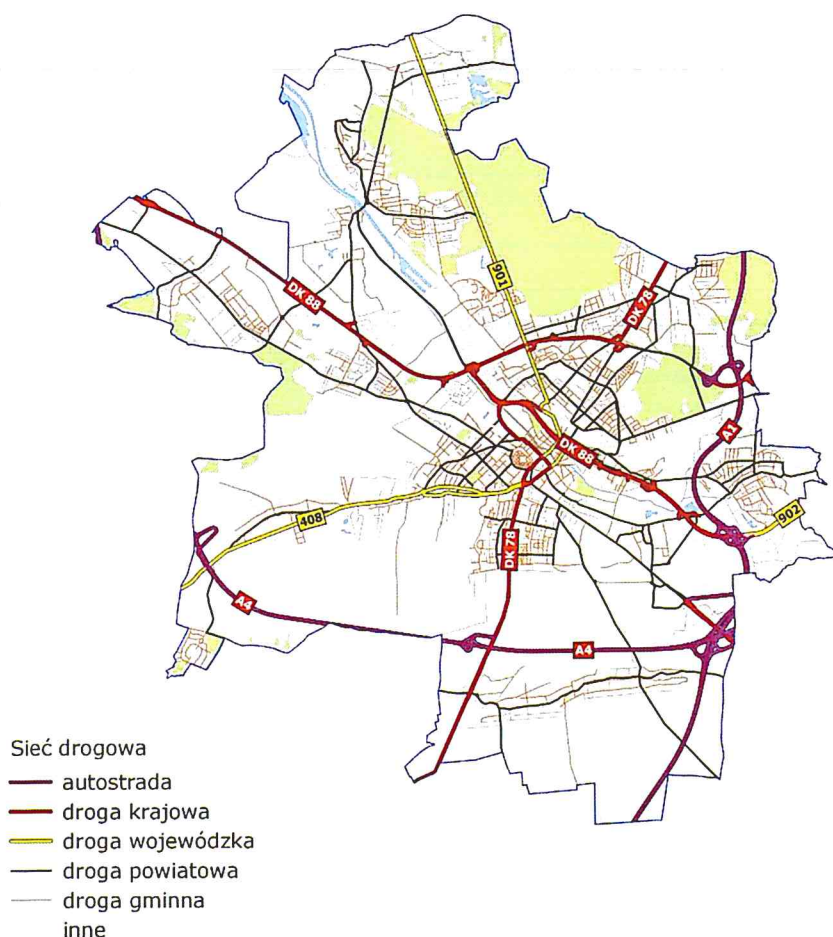 901
DK 88
DK 78
A1
DK 88
408
902
DK 78
A4
A4
Sieć drogowa
autostrada
droga krajowa
droga wojewódzka
droga powiatowa
droga gminna
inne